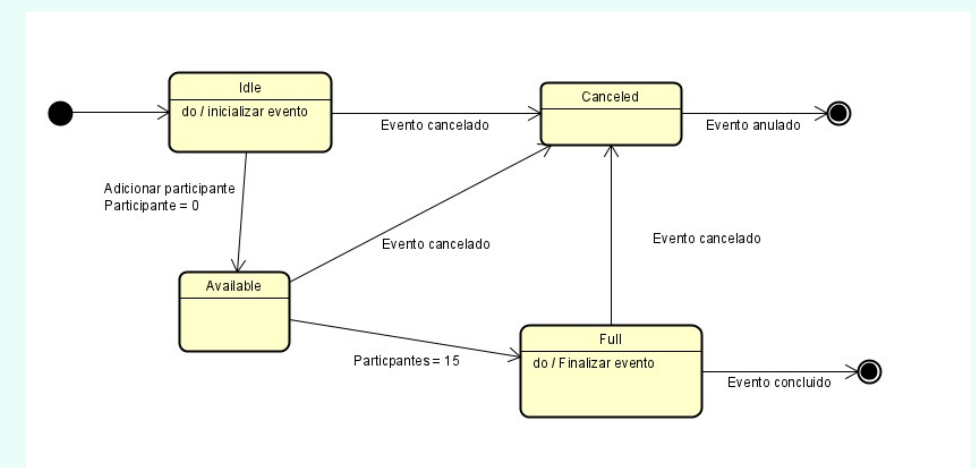 Idle
do / inicializar evento
Canceled
Evento cancelado
Evento anulado
Adicionar participante
Participante = 0
Evento cancelado
Evento cancelado
Available
Particpantes = 15
Full
do / Finalizar evento
Evento concluido